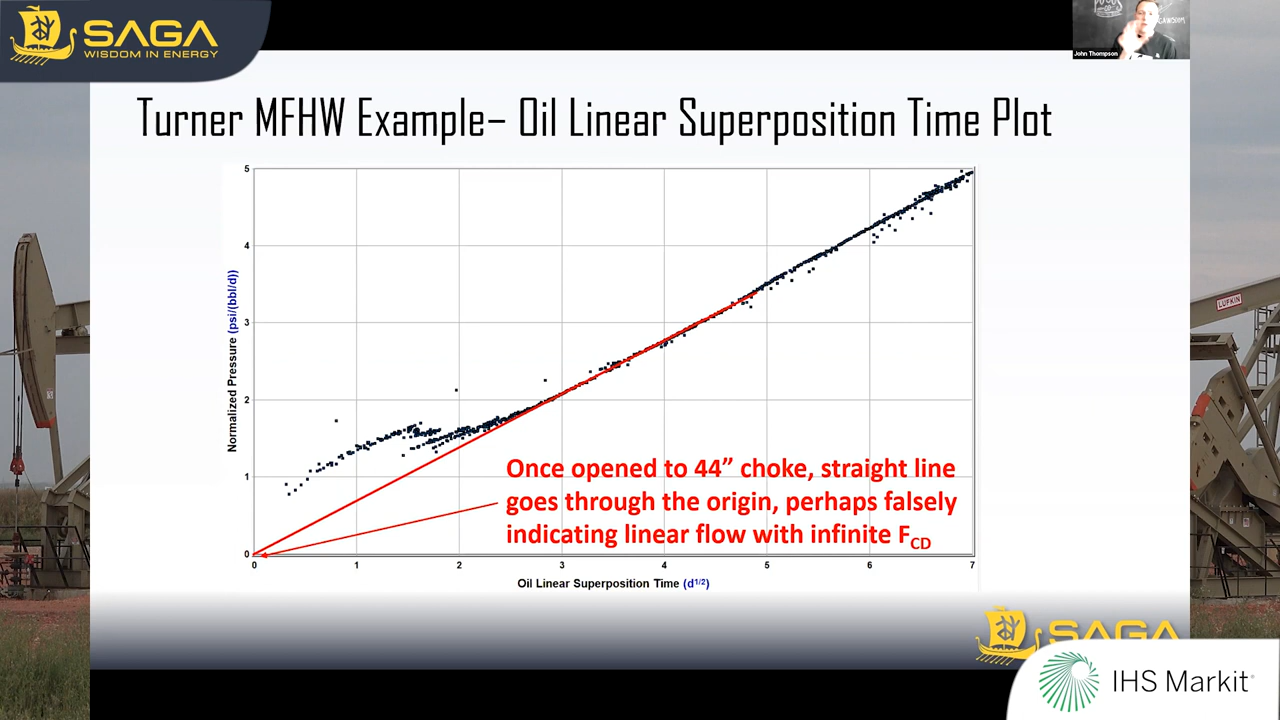 SAGA
WISDOM IN ENERGY
John Thompson
LUFKIN
Turner MFHW Example– Oil Linear Superposition Time Plot
Normalized Pressure (psi/(bbl/d))
5
4
3
2
1
0
0 1 2 3 4 5 6 7
Oil Linear Superposition Time (d1/2)
Once opened to 44” choke, straight line
goes through the origin, perhaps falsely
indicating linear flow with infinite FCD
SAGA
IHS Markit